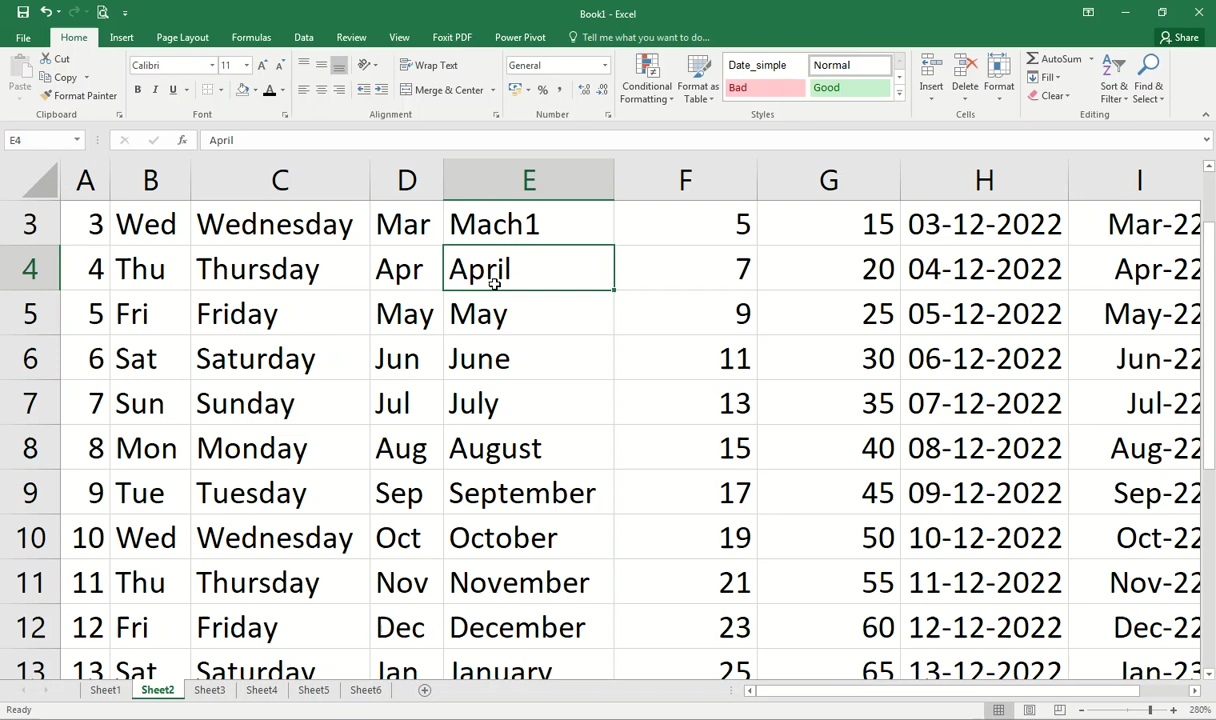 Book1 - Excel
File Home Insert Page Layout Formulas Data Review View Foxit PDF Power Pivot Tell me what you want to do... Share
Paste Cut Copy Format Painter Clipboard
Calibri 11 A A B I U A Font
Wrap Text Merge & Center Alignment
General % Number
Conditional Formatting Format as Table Date_simple Normal Bad Good Styles
Insert Delete Format Cells
AutoSum Fill Clear Sort & Filter Find & Select Editing
E4 fx April
A B C D E F G H I
3 3 Wed Wednesday Mar Mach1 5 15 03-12-2022 Mar-22
4 4 Thu Thursday Apr April 7 20 04-12-2022 Apr-22
5 5 Fri Friday May May 9 25 05-12-2022 May-22
6 6 Sat Saturday Jun June 11 30 06-12-2022 Jun-22
7 7 Sun Sunday Jul July 13 35 07-12-2022 Jul-22
8 8 Mon Monday Aug August 15 40 08-12-2022 Aug-22
9 9 Tue Tuesday Sep September 17 45 09-12-2022 Sep-22
10 10 Wed Wednesday Oct October 19 50 10-12-2022 Oct-22
11 11 Thu Thursday Nov November 21 55 11-12-2022 Nov-22
12 12 Fri Friday Dec December 23 60 12-12-2022 Dec-22
13 13 Sat Saturday Jan January 25 65 13-12-2022 Jan-23
Sheet1 Sheet2 Sheet3 Sheet4 Sheet5 Sheet6
Ready 280%